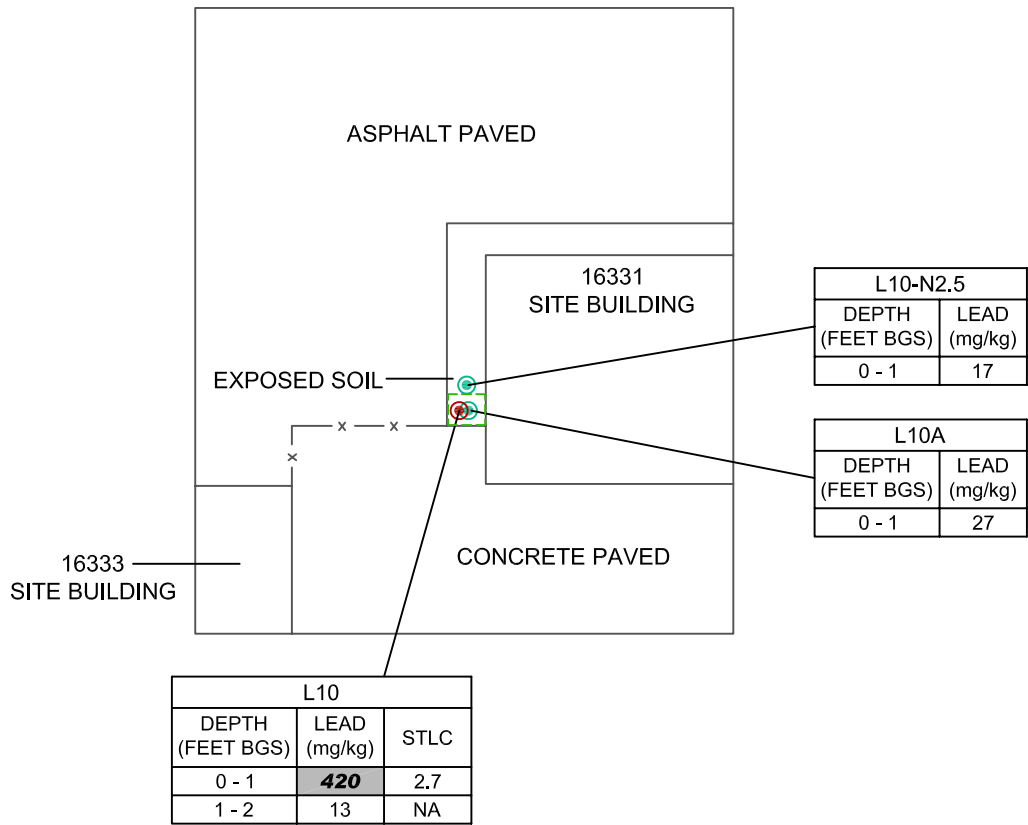 ASPHALT PAVED
16331
SITE BUILDING
L10-N2.5
DEPTH
(FEET BGS)
LEAD
(mg/kg)
0 - 1
17
EXPOSED SOIL
L10A
DEPTH
(FEET BGS)
LEAD
(mg/kg)
0 - 1
27
x x
x
16333
SITE BUILDING
CONCRETE PAVED
L10
DEPTH
(FEET BGS)
LEAD
(mg/kg)
STLC
0 - 1
420
2.7
1 - 2
13
NA